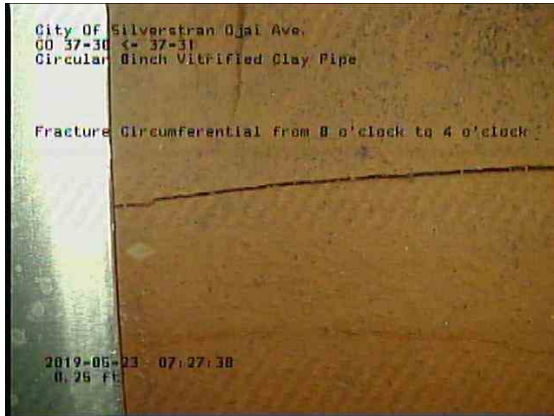 City Of Silverstran Ojai Ave.
CO 37-30 <- 37-31
Circular 8inch Vitrified Clay Pipe
Fracture Circumferential from 8 o'clock to 4 o'clock
2019-05-23 07:27:38
0.25 ft